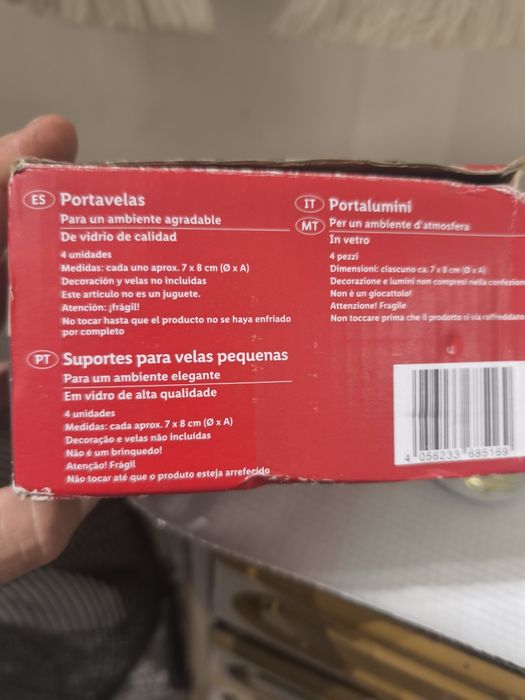 ES Portavelas
Para un ambiente agradable
De vidrio de calidad
4 unidades
Medidas: cada uno aprox. 7 x 8 cm (Ø x A)
Decoración y velas no incluidas
Este artículo no es un juguete.
Atención: ¡frágil!
No tocar hasta que el producto no se haya enfriado
por completo
PT Suportes para velas pequenas
Para um ambiente elegante
Em vidro de alta qualidade
4 unidades
Medidas: cada aprox. 7 x 8 cm (Ø x A)
Decoração e velas não incluídas
Não é um brinquedo!
Atenção! Frágil
Não tocar até que o produto esteja arrefecido
IT Portalumini
MT Per un ambiente d'atmosfera
In vetro
4 pezzi
Dimensioni: ciascuno ca. 7 x 8 cm (Ø x A)
Decorazione e lumini non compresi nella confezion
Non è un giocattolo!
Attenzione! Fragile
Non toccare prima che il prodotto si sia raffreddato
4 056233 685169